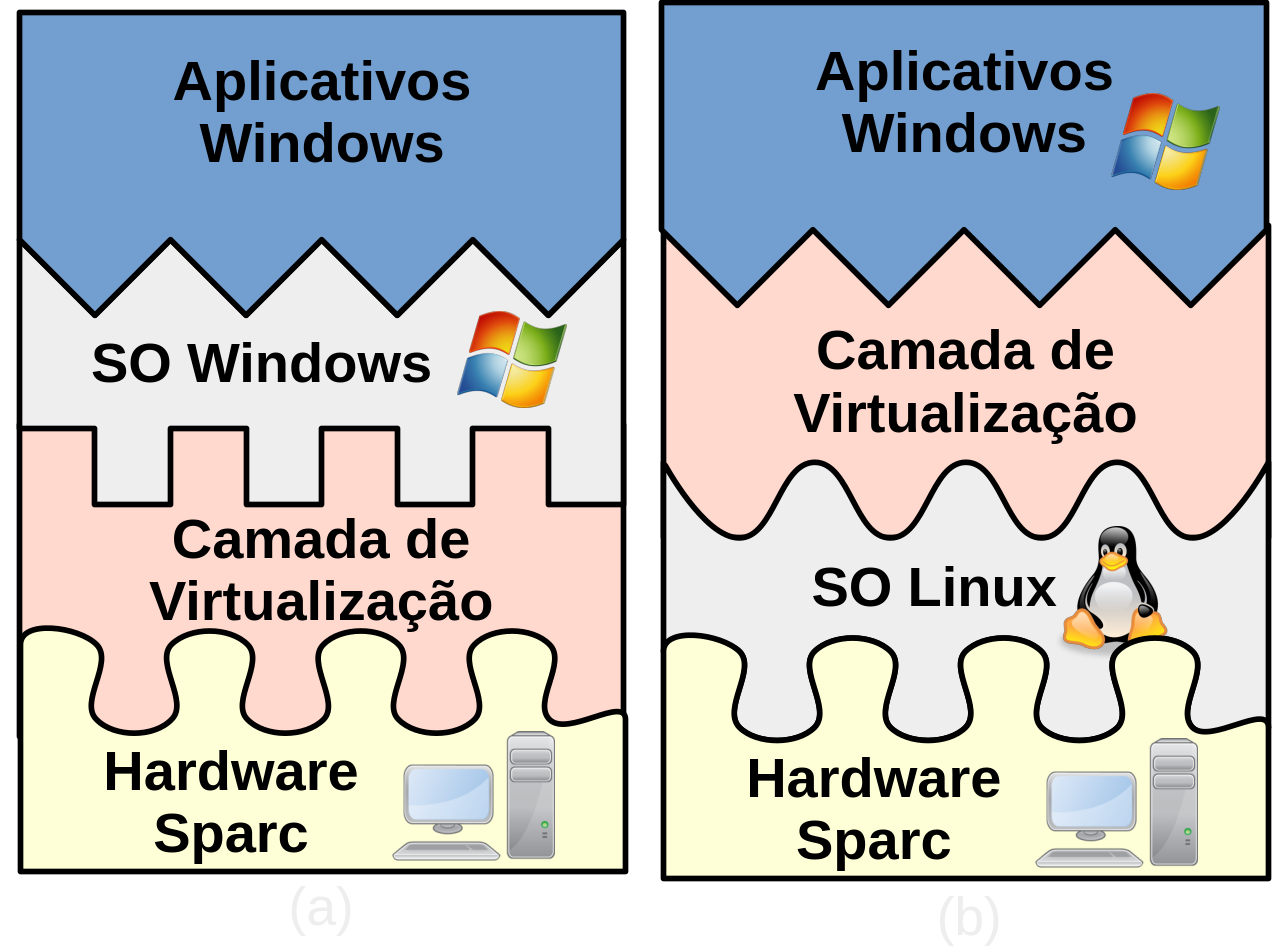 Aplicativos
Windows
SO Windows
Camada de
Virtualização
Hardware
Sparc
(a)
Aplicativos
Windows
Camada de
Virtualização
SO Linux
Hardware
Sparc
(b)